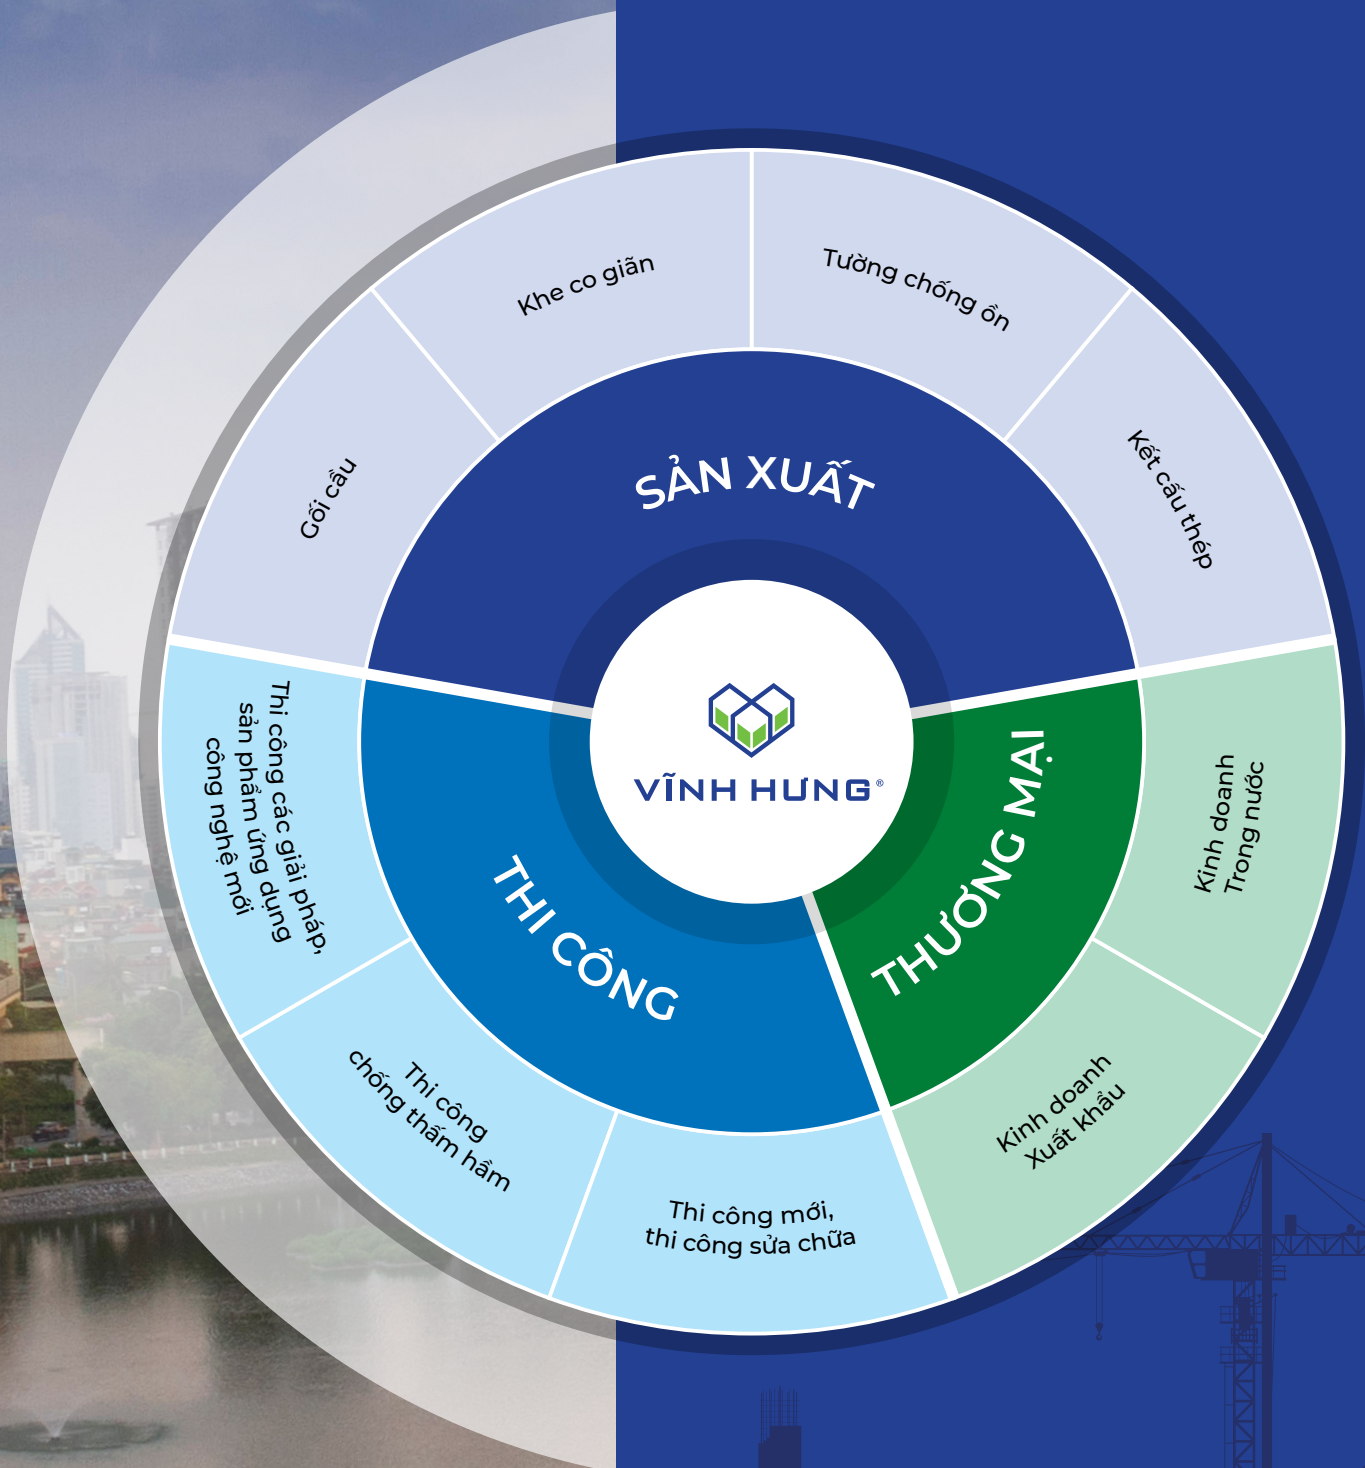 Khe co giãn
Tường chống ồn
Gối cầu
Kết cấu thép
SẢN XUẤT
VĨNH HƯNG®
THƯƠNG MẠI
THI CÔNG
Thi công các giải pháp,
sản phẩm ứng dụng
công nghệ mới
Kinh doanh
Trong nước
Thi công
chống thấm hầm
Kinh doanh
Xuất khẩu
Thi công mới,
thi công sửa chữa